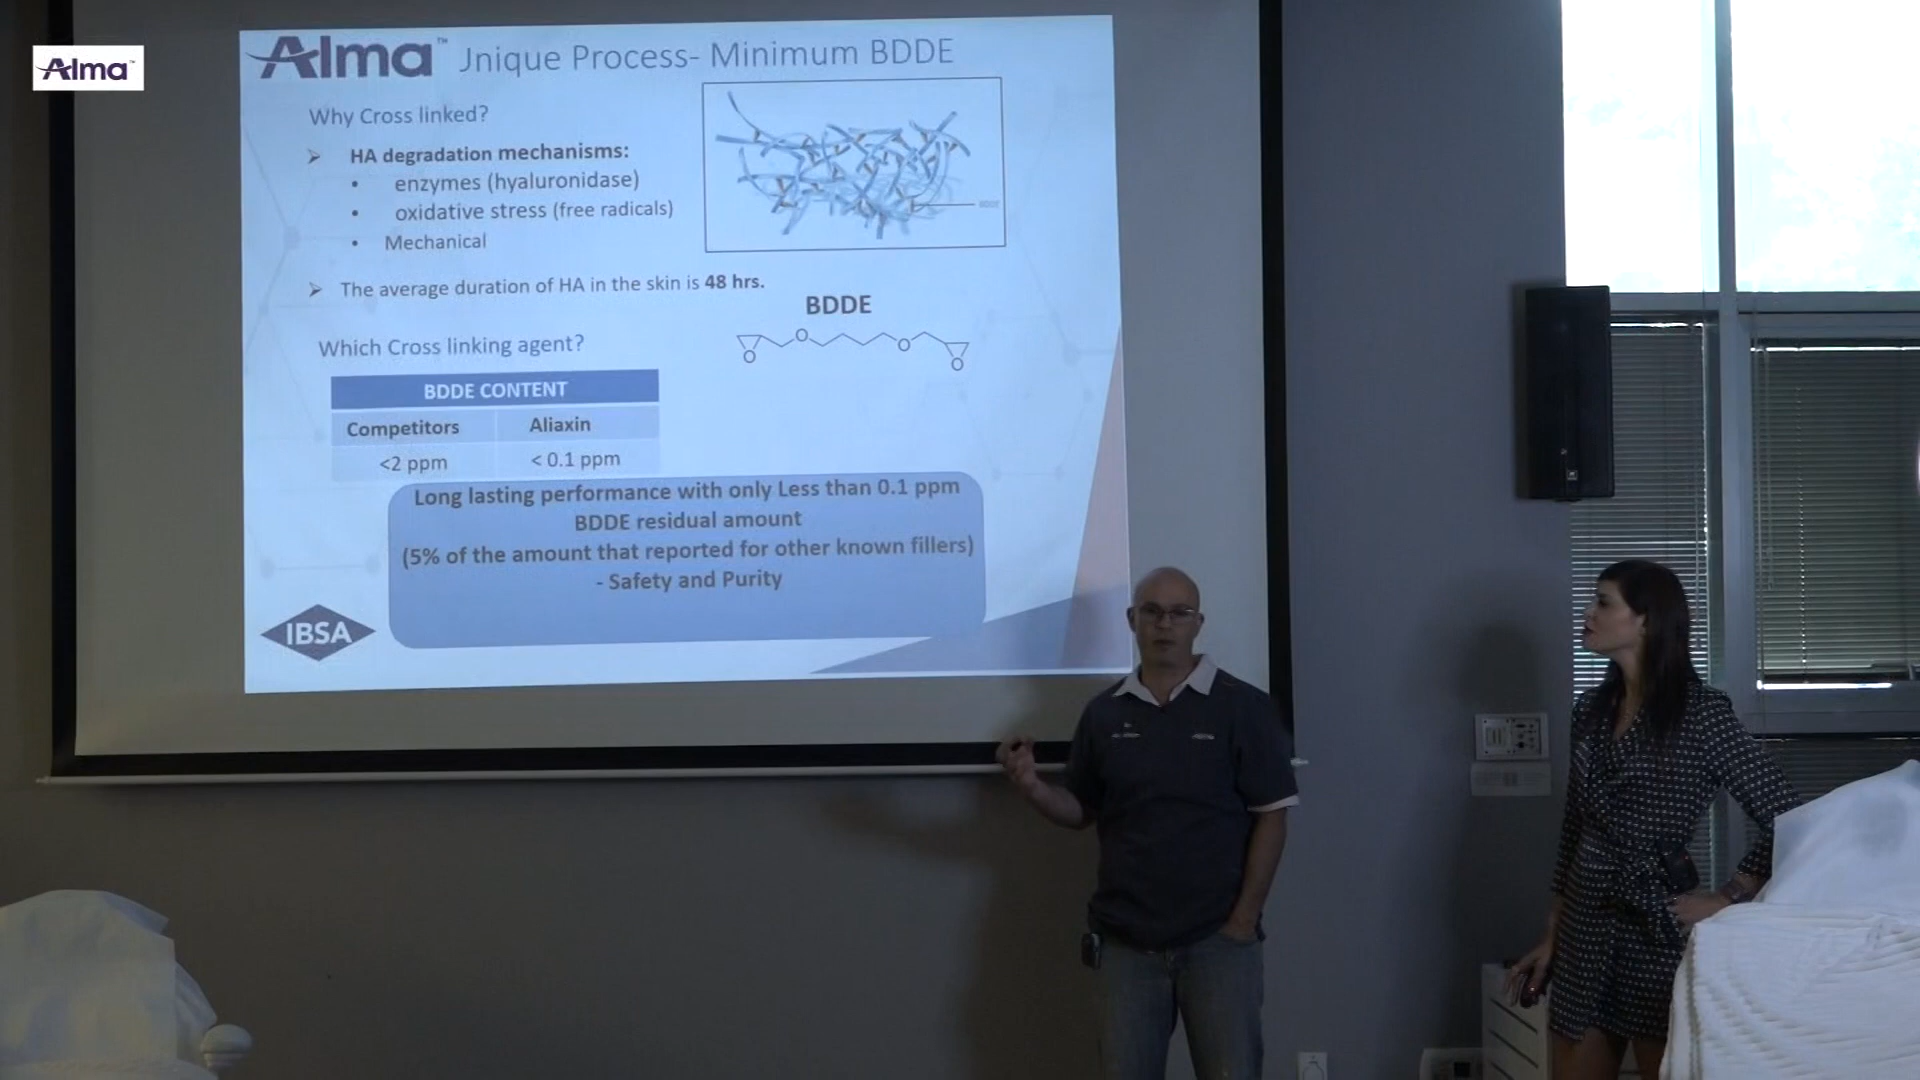 Alma™
Alma™ Jnique Process- Minimum BDDE
Why Cross linked?
➢ HA degradation mechanisms:
• enzymes (hyaluronidase)
• oxidative stress (free radicals)
• Mechanical
➢ The average duration of HA in the skin is 48 hrs.
BDDE
O O
O O
Which Cross linking agent?
BDDE CONTENT
Competitors Aliaxin
<2 ppm < 0.1 ppm
Long lasting performance with only Less than 0.1 ppm
BDDE residual amount
(5% of the amount that reported for other known fillers)
- Safety and Purity
IBSA